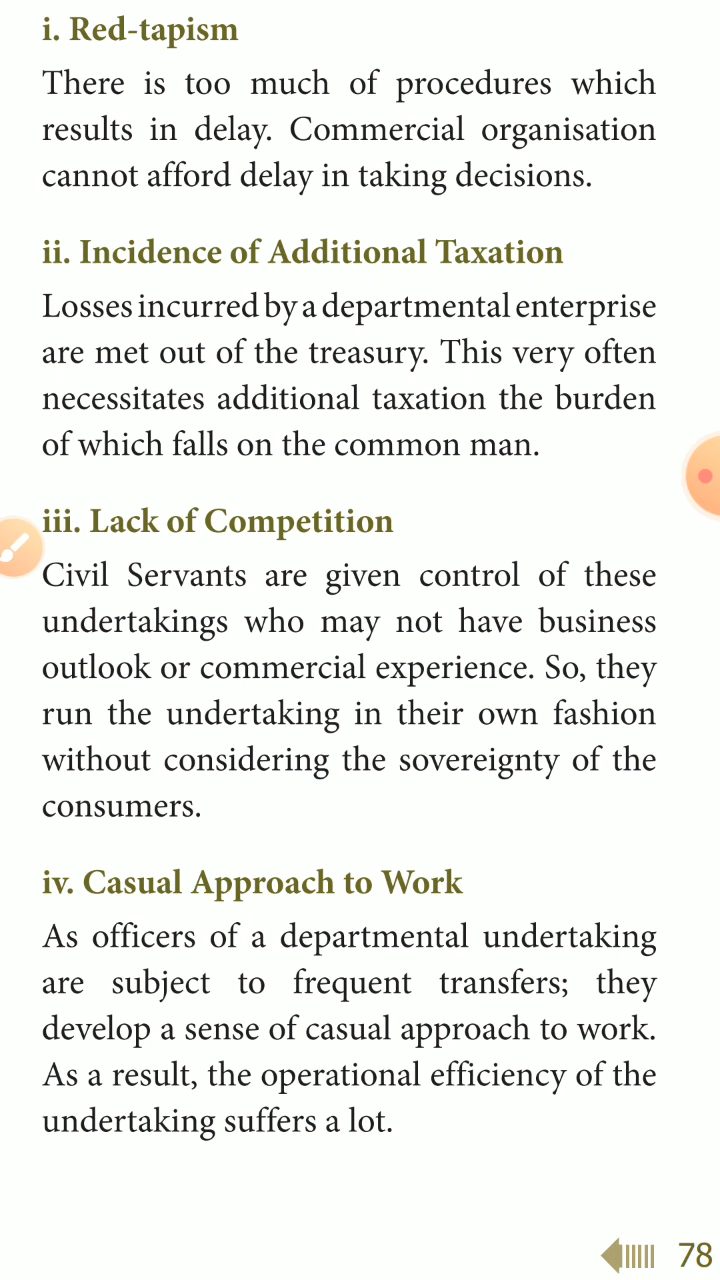 i. Red-tapism
There is too much of procedures which
results in delay. Commercial organisation
cannot afford delay in taking decisions.
ii. Incidence of Additional Taxation
Losses incurred by a departmental enterprise
are met out of the treasury. This very often
necessitates additional taxation the burden
of which falls on the common man.
iii. Lack of Competition
Civil Servants are given control of these
undertakings who may not have business
outlook or commercial experience. So, they
run the undertaking in their own fashion
without considering the sovereignty of the
consumers.
iv. Casual Approach to Work
As officers of a departmental undertaking
are subject to frequent transfers; they
develop a sense of casual approach to work.
As a result, the operational efficiency of the
undertaking suffers a lot.
78